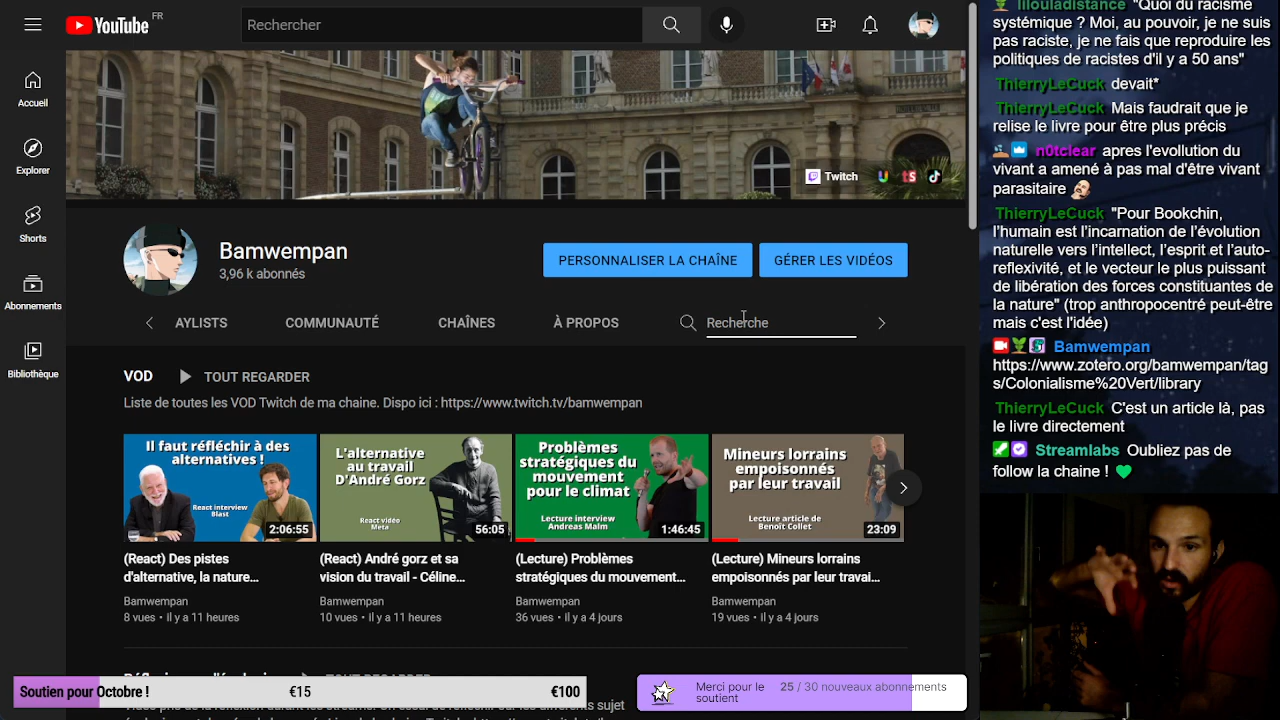 YouTube FR
Rechercher
Accueil
Explorer
Shorts
Abonnements
Bibliothèque
Twitch
Bamwempan
3,96 k abonnés
PERSONNALISER LA CHAÎNE
GÉRER LES VIDÉOS
AYLISTS
COMMUNAUTÉ
CHAÎNES
À PROPOS
Recherche
VOD
TOUT REGARDER
Liste de toutes les VOD Twitch de ma chaine. Dispo ici : https://www.twitch.tv/bamwempan
Il faut réfléchir à des
alternatives !
React interview
Blast
2:06:55
L'alternative
au travail
D'André Gorz
React vidéo
Meta
56:05
Problèmes
stratégiques du
mouvement
pour le climat
Lecture interview
Andreas Malm
1:46:45
Mineurs lorrains
empoisonnés
par leur travail
Lecture article de
Benoît Collet
23:09
(React) Des pistes
d'alternative, la nature...
Bamwempan
8 vues • Il y a 11 heures
(React) André gorz et sa
vision du travail - Céline...
Bamwempan
10 vues • Il y a 11 heures
(Lecture) Problèmes
stratégiques du mouvement...
Bamwempan
36 vues • Il y a 4 jours
(Lecture) Mineurs lorrains
empoisonnés par leur travai...
Bamwempan
19 vues • Il y a 4 jours
Soutien pour Octobre !
€15
€100
Merci pour le
soutient
25 / 30 nouveaux abonnements
lilouladistance "Quoi du racisme
systémique ? Moi, au pouvoir, je ne suis
pas raciste, je ne fais que reproduire les
politiques de racistes d'il y a 50 ans"
ThierryLeCuck devait*
ThierryLeCuck Mais faudrait que je
relise le livre pour être plus précis
n0tclear apres l'evolution du
vivant a amené à pas mal d'être vivant
parasitaire
ThierryLeCuck "Pour Bookchin,
l'humain est l'incarnation de l'évolution
naturelle vers l'intellect, l'esprit et l'auto-
reflexivité, et le vecteur le plus puissant
de libération des forces constituantes de
la nature" (trop anthropocentré peut-être
mais c'est l'idée)
Bamwempan
https://www.zotero.org/bamwempan/tag
s/Colonialisme%20Vert/library
ThierryLeCuck C'est un article là, pas
le livre directement
Streamlabs Oubliez pas de
follow la chaine !